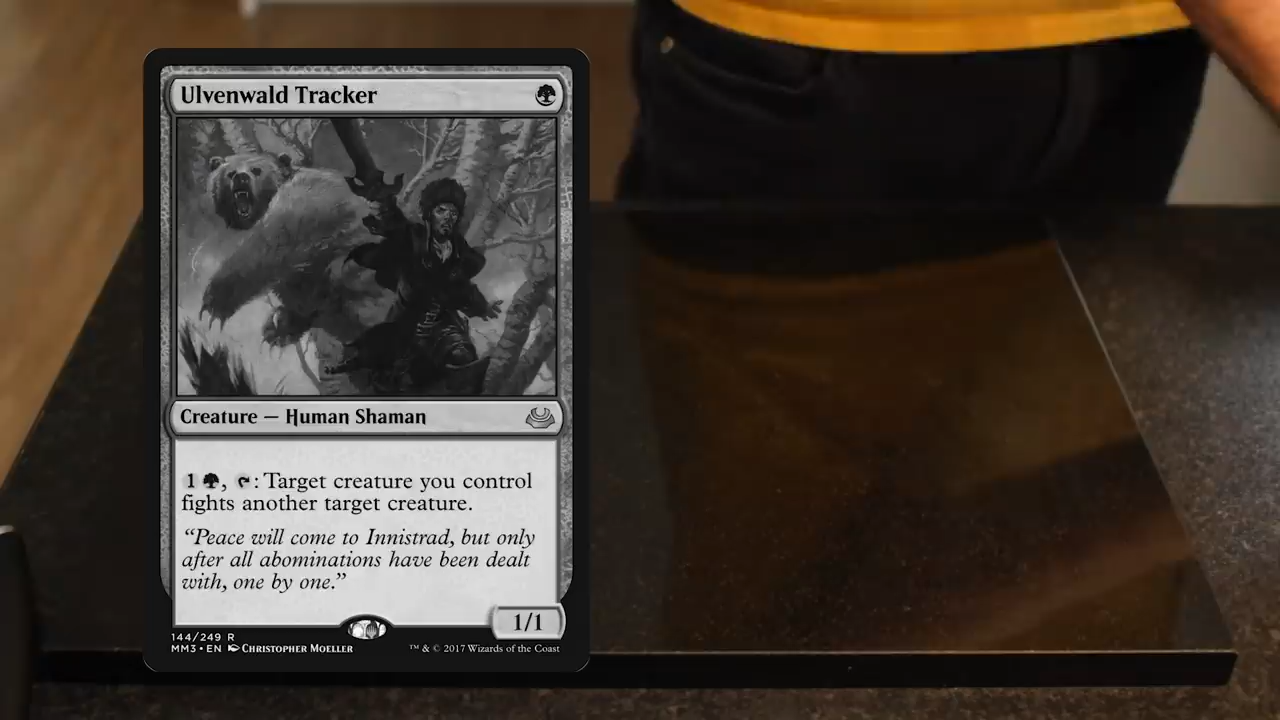 Ulvenwald Tracker
Creature — Human Shaman
1 , : Target creature you control
fights another target creature.
“Peace will come to Innistrad, but only
after all abominations have been dealt
with, one by one.”
1/1
144/249 R
MM3 • EN Christopher Moeller
™ & © 2017 Wizards of the Coast